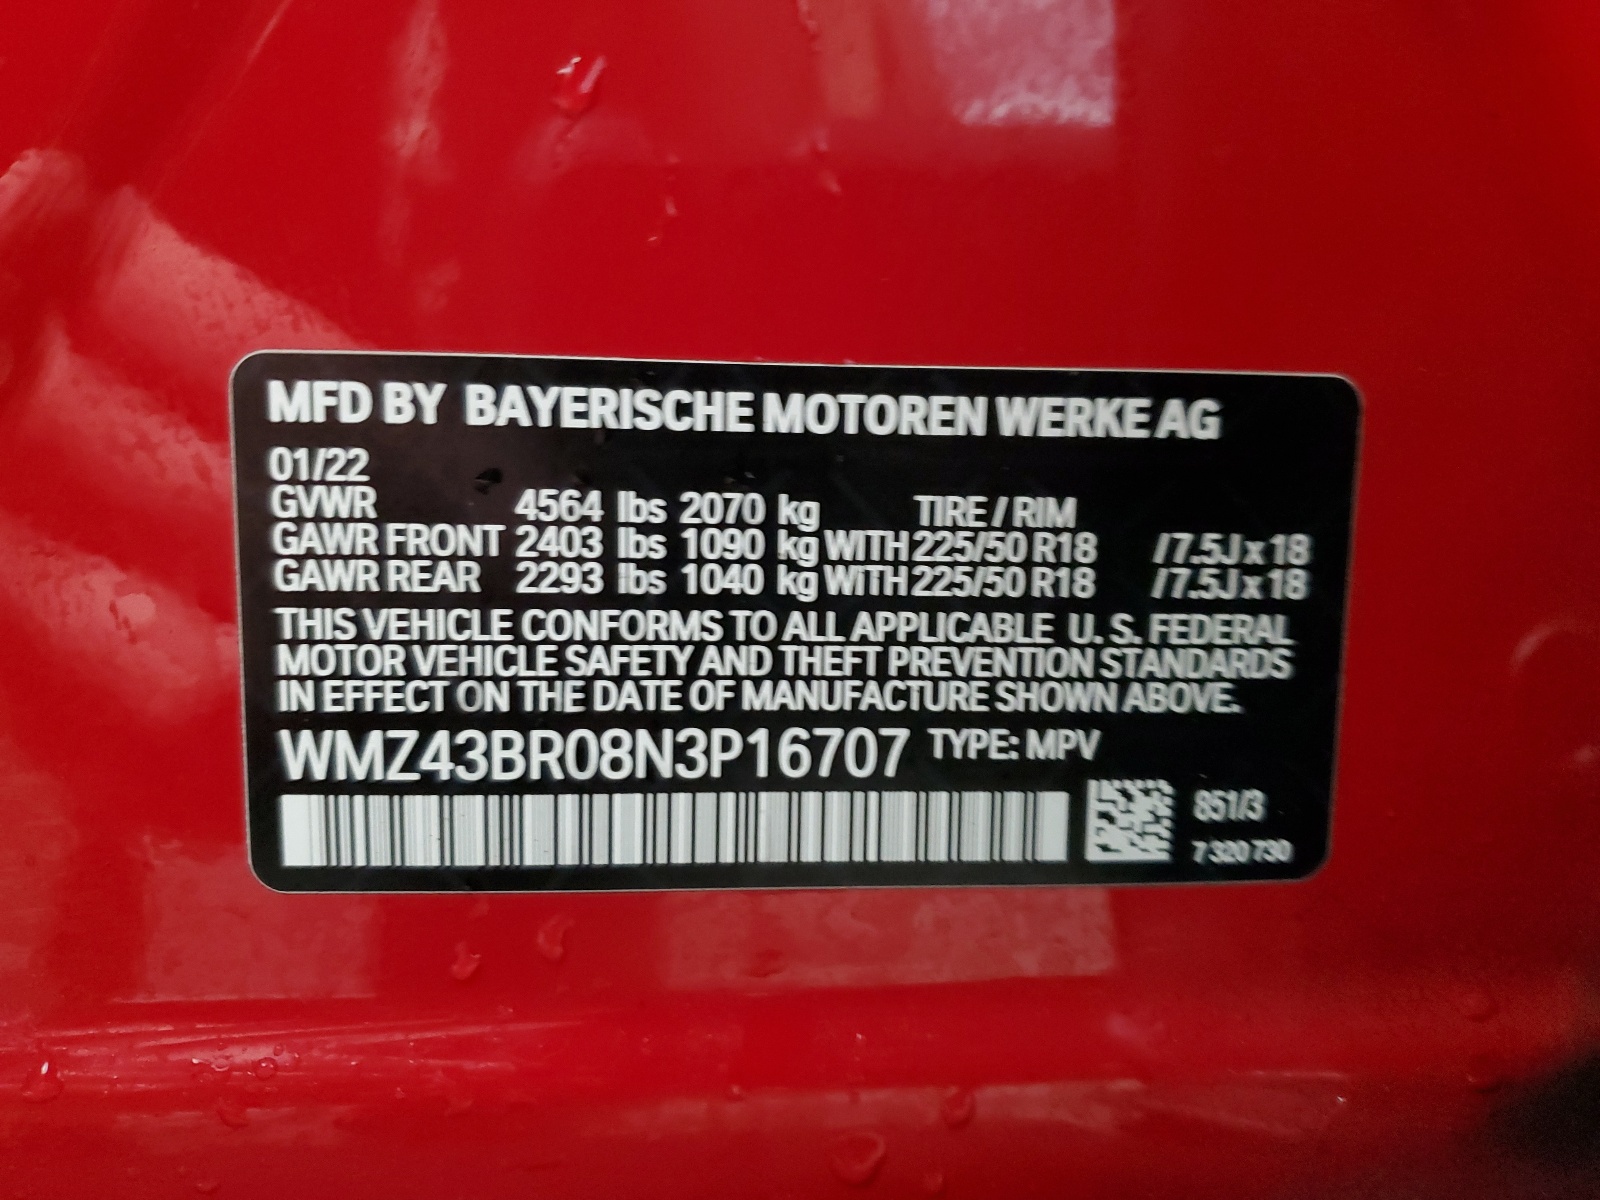 MFD BY BAYERISCHE MOTOREN WERKE AG
01/22
GVWR 4564 lbs 2070 kg TIRE / RIM
GAWR FRONT 2403 lbs 1090 kg WITH 225/50 R18 /7.5J x 18
GAWR REAR 2293 lbs 1040 kg WITH 225/50 R18 /7.5J x 18
THIS VEHICLE CONFORMS TO ALL APPLICABLE U. S. FEDERAL
MOTOR VEHICLE SAFETY AND THEFT PREVENTION STANDARDS
IN EFFECT ON THE DATE OF MANUFACTURE SHOWN ABOVE.
WMZ43BR08N3P16707 TYPE: MPV
851/3
7 320 730